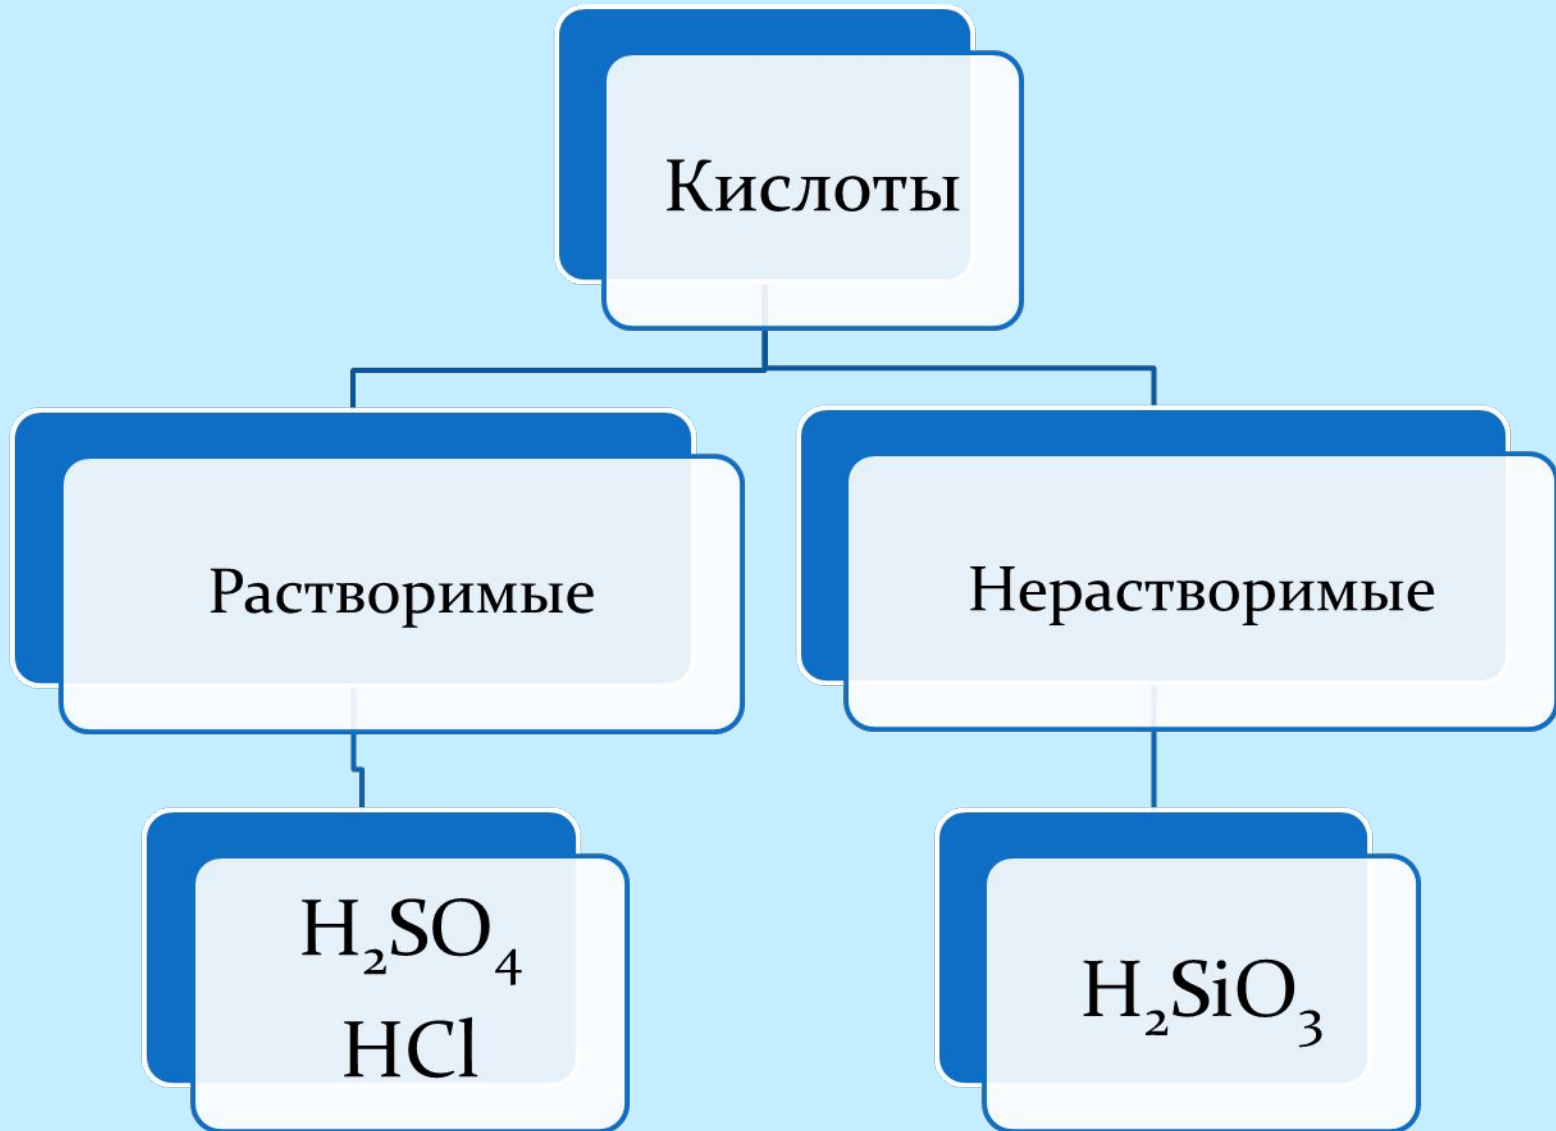 Кислоты
Растворимые
Нерастворимые
H₂SO₄
HCl
H₂SiO₃